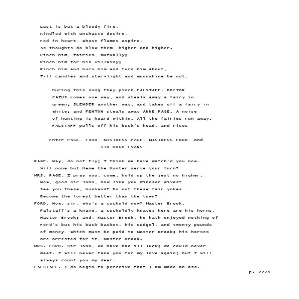 Lust is but a bloody fire,
Kindled with unchaste desire,
Fed in heart, whose flames aspire,
As thoughts do blow them, higher and higher.
Pinch him, fairies, mutually;
Pinch him for his villainy;
Pinch him and burn him and turn him about,
Till candles and star-light and moonshine be out.
During this song they pinch FALSTAFF. DOCTOR
CAIUS comes one way, and steals away a fairy in
green; SLENDER another way, and takes off a fairy in
white; and FENTON steals away ANNE PAGE. A noise
of hunting is heard within. All the fairies run away.
FALSTAFF pulls off his buck's head, and rises
Enter PAGE, FORD, MISTRESS PAGE, MISTRESS FORD, and
SIR HUGH EVANS
PAGE. Nay, do not fly; I think we have watch'd you now.
Will none but Herne the Hunter serve your turn?
MRS. PAGE. I pray you, come, hold up the jest no higher.
Now, good Sir John, how like you Windsor wives?
See you these, husband? Do not these fair yokes
Become the forest better than the town?
FORD. Now, sir, who's a cuckold now? Master Brook,
Falstaff's a knave, a cuckoldly knave; here are his horns,
Master Brook; and, Master Brook, he hath enjoyed nothing of
Ford's but his buck-basket, his cudgel, and twenty pounds
of money, which must be paid to Master Brook; his horses
are arrested for it, Master Brook.
MRS. FORD. Sir John, we have had ill luck; we could never
meet. I will never take you for my love again; but I will
always count you my deer.
FALSTAFF. I do begin to perceive that I am made an ass.